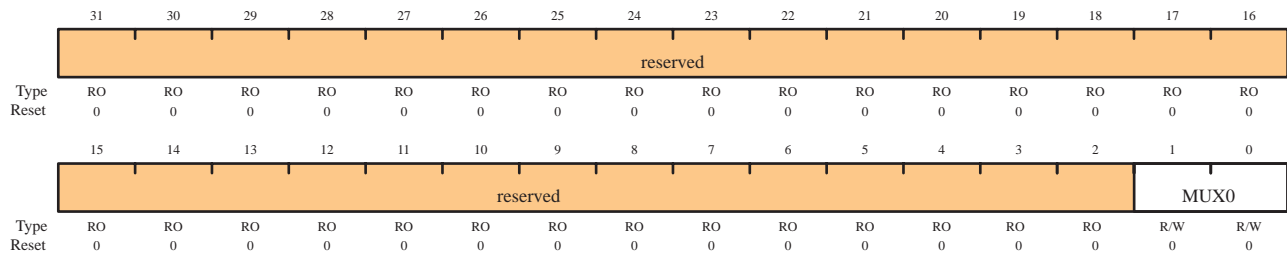 31 30 29 28 27 26 25 24 23 22 21 20 19 18 17 16
reserved
Type RO RO RO RO RO RO RO RO RO RO RO RO RO RO RO RO
Reset 0 0 0 0 0 0 0 0 0 0 0 0 0 0 0 0
15 14 13 12 11 10 9 8 7 6 5 4 3 2 1 0
reserved MUX0
Type RO RO RO RO RO RO RO RO RO RO RO RO RO RO R/W R/W
Reset 0 0 0 0 0 0 0 0 0 0 0 0 0 0 0 0